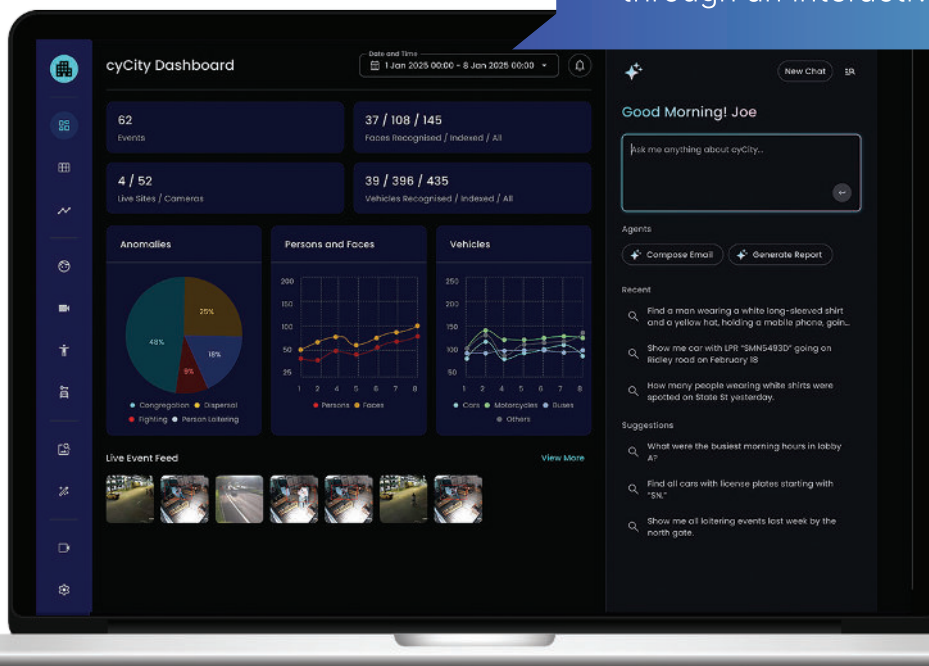 cyCity Dashboard
Date and Time
1 Jan 2025 00:00 - 8 Jan 2025 00:00
62
Events
37 / 108 / 145
Faces Recognised / Indexed / All
4 / 52
Live Sites / Cameras
39 / 396 / 435
Vehicles Recognised / Indexed / All
Anomalies
25%
48%
18%
9%
Congregation
Dispersal
Fighting
Person Loitering
Persons and Faces
200
150
100
50
25
1 2 4 5 6 7 8
Persons
Faces
Vehicles
250
200
150
100
50
1 2 4 5 6 7 8
Cars
Motorcycles
Buses
Others
Live Event Feed
View More
New Chat
Good Morning! Joe
Ask me anything about cyCity..
Agents
Compose Email
Generate Report
Recent
Find a man wearing a white long-sleeved shirt
and a yellow hat, holding a mobile phone, goin...
Show me car with LPR "SMN5493D" going on
Ridley road on February 18
How many people wearing white shirts were
spotted on State St yesterday.
Suggestions
What were the busiest morning hours in lobby
A?
Find all cars with license plates starting with
"SN."
Show me all loitering events last week by the
north gate.